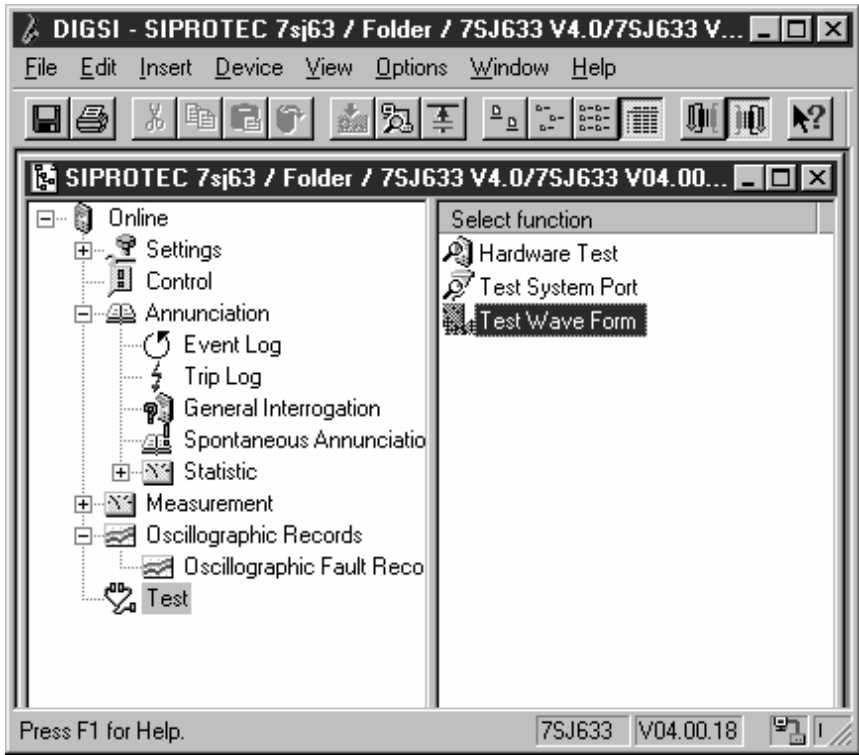 DIGSI - SIPROTEC 7sj63 / Folder / 7SJ633 V4.0/7SJ633 V...
File Edit Insert Device View Options Window Help
SIPROTEC 7sj63 / Folder / 7SJ633 V4.0/7SJ633 V04.00...
Online
Settings
Control
Annunciation
Event Log
Trip Log
General Interrogation
Spontaneous Annunciatio
Statistic
Measurement
Oscillographic Records
Oscillographic Fault Reco
Test
Select function
Hardware Test
Test System Port
Test Wave Form
Press F1 for Help. 7SJ633 V04.00.18